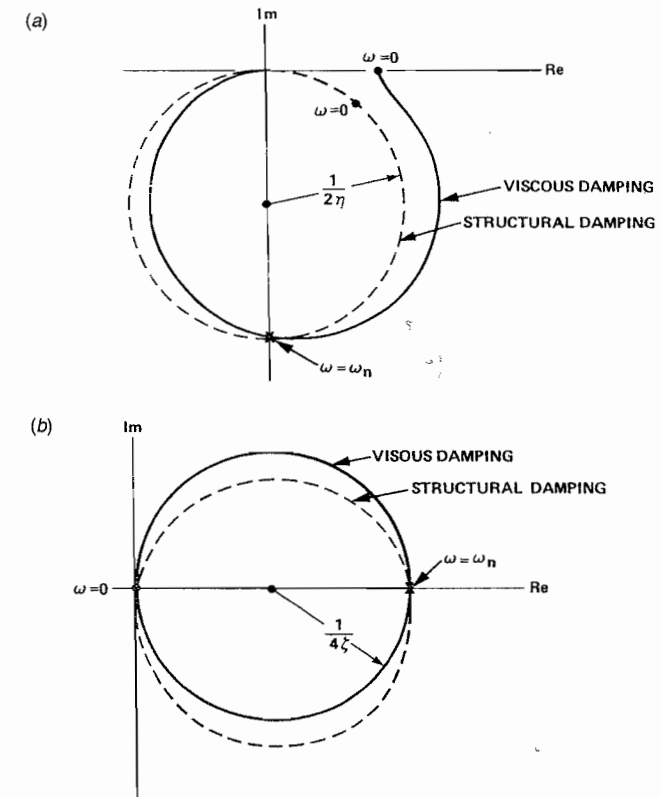 (a)
Im
ω=0
Re
ω=0
1
2η
VISCOUS DAMPING
STRUCTURAL DAMPING
ω=ωn
(b)
Im
VISOUS DAMPING
STRUCTURAL DAMPING
ω=ωn
ω=0
Re
1
4ζ